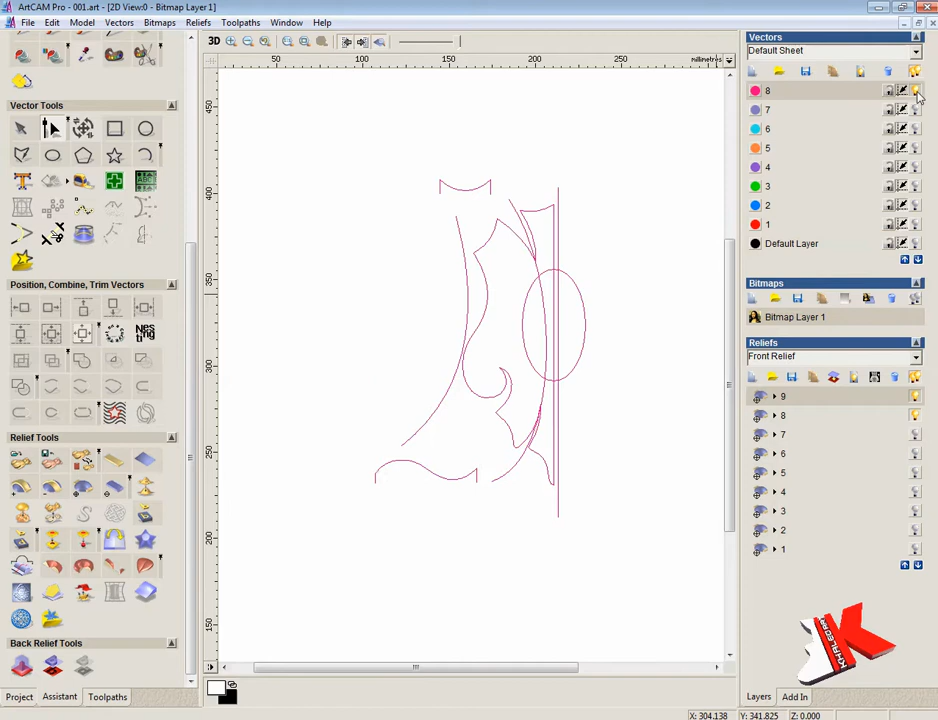 ArtCAM Pro - 001.art - [2D View:0 - Bitmap Layer 1]
File Edit Model Vectors Bitmaps Reliefs Toolpaths Window Help
3D
50 100 150 200 250 millimetres
450
400
350
300
250
200
150
Vector Tools
Position, Combine, Trim Vectors
Relief Tools
Back Relief Tools
Project Assistant Toolpaths
Vectors
Default Sheet
8
7
6
5
4
3
2
1
Default Layer
Bitmaps
Bitmap Layer 1
Reliefs
Front Relief
9
8
7
6
5
4
3
2
1
KHALEORA
Layers Add In
X: 304.138 Y: 341.825 Z: 0.000